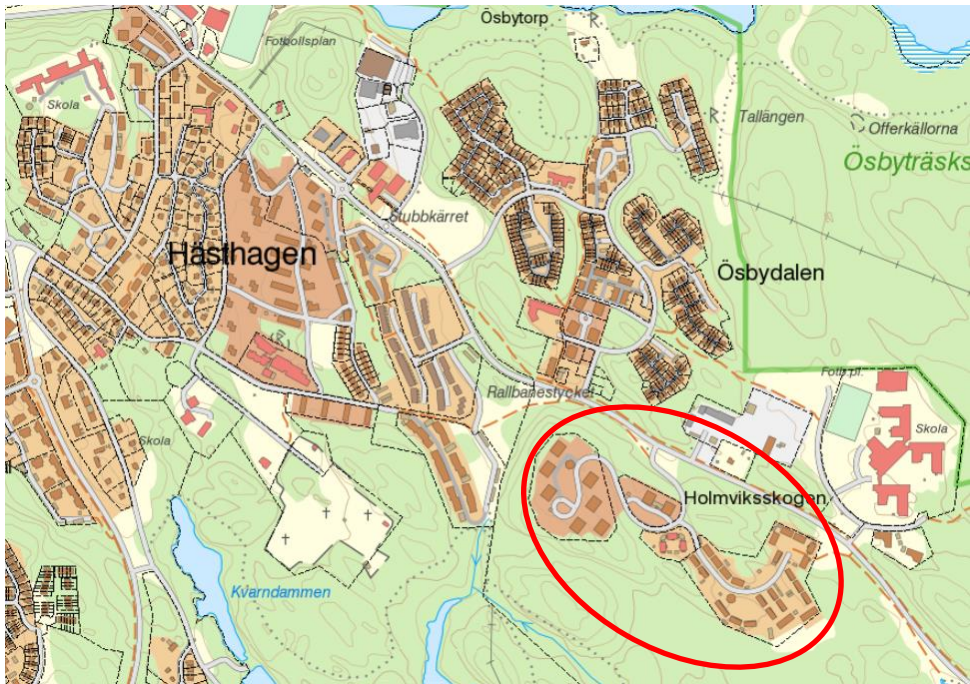 Ösbytorp
Fotbollsplan
Skola
Tallängen
Offerkällorna
Ösbyträsks
Stubbkärret
Hästhagen
Ösbydalen
Rallbanestycket
Fotb.pl.
Skola
Skola
Holmviksskogen
Kvarndammen